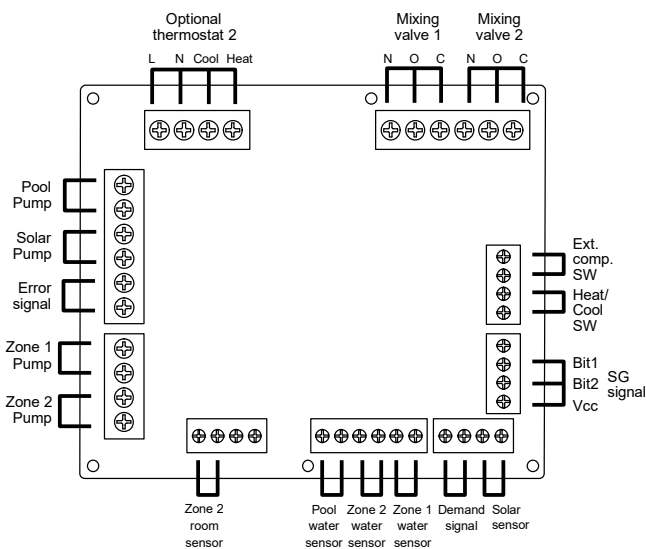 Optional
thermostat 2
L N Cool Heat
Mixing
valve 1
N O C
Mixing
valve 2
N O C
Pool
Pump
Solar
Pump
Error
signal
Zone 1
Pump
Zone 2
Pump
Ext.
comp.
SW
Heat/
Cool
SW
Bit1
Bit2
Vcc
SG
signal
Zone 2
room
sensor
Pool
water
sensor
Zone 2
water
sensor
Zone 1
water
sensor
Demand
signal
Solar
sensor